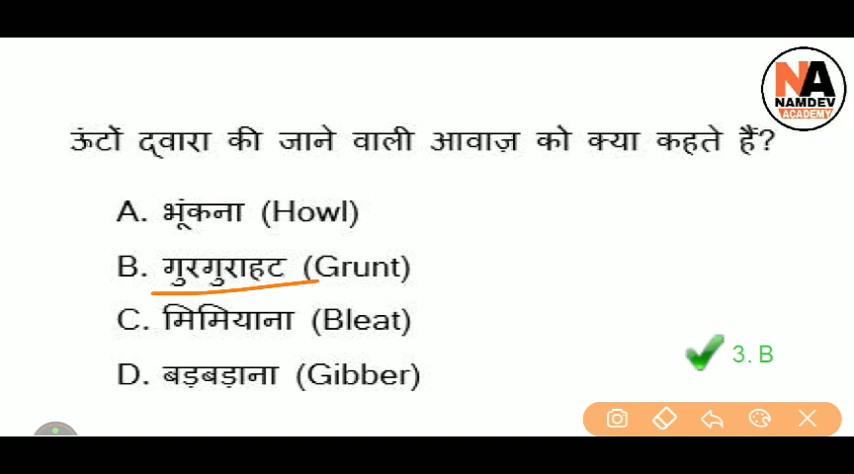 NA
NAMDEV
ACADEMY
ऊंटों द्वारा की जाने वाली आवाज़ को क्या कहते हैं?
A. भूंकना (Howl)
B. गुरगुराहट (Grunt)
C. मिमियाना (Bleat)
D. बड़बड़ाना (Gibber)
3. B